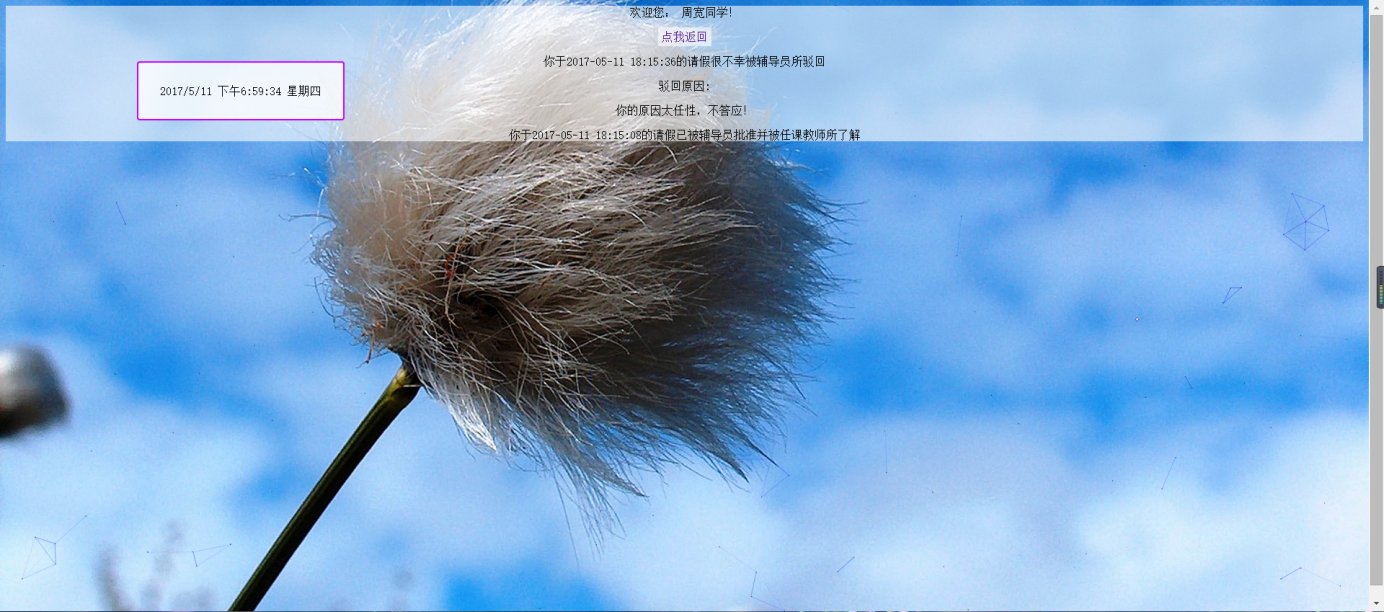 欢迎您： 周宽同学!
点我返回
你于2017-05-11 18:15:36的请假很不幸被辅导员所驳回
2017/5/11 下午6:59:34 星期四
驳回原因:
你的原因太任性，不答应!
你于2017-05-11 18:15:08的请假已被辅导员批准并被任课教师所了解